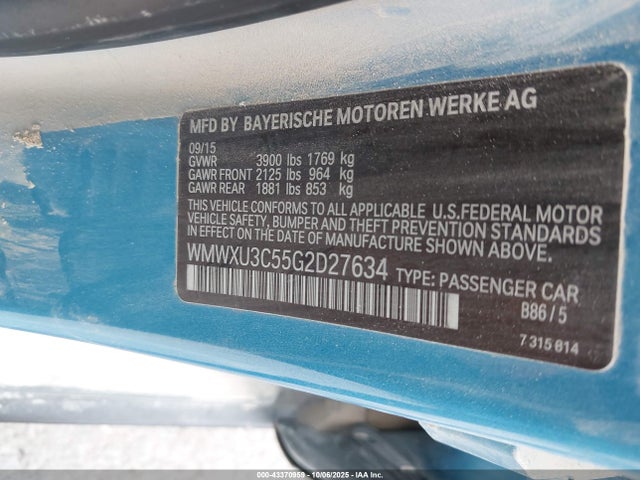 MFD BY BAYERISCHE MOTOREN WERKE AG
09/15
GVWR 3900 lbs 1769 kg
GAWR FRONT 2125 lbs 964 kg
GAWR REAR 1881 lbs 853 kg
THIS VEHICLE CONFORMS TO ALL APPLICABLE U.S.FEDERAL MOTOR
VEHICLE SAFETY, BUMPER AND THEFT PREVENTION STANDARDS
IN EFFECT ON THE DATE OF MANUFACTURE SHOWN ABOVE.
WMWXU3C55G2D27634 TYPE: PASSENGER CAR
B86/5
7 315 814
000-43370959 | 10/06/2025 - IAA Inc.